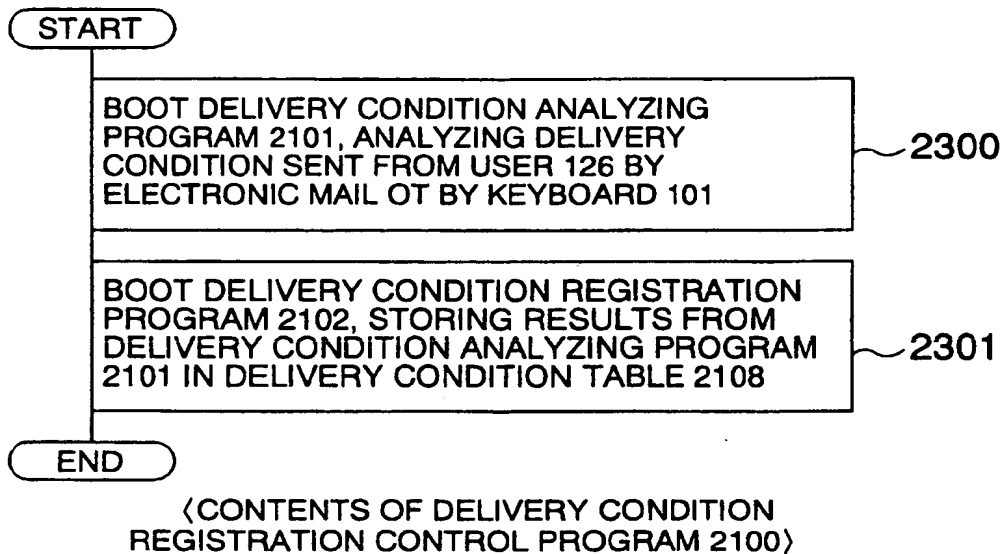 START
BOOT DELIVERY CONDITION ANALYZING
PROGRAM 2101, ANALYZING DELIVERY
CONDITION SENT FROM USER 126 BY
ELECTRONIC MAIL OT BY KEYBOARD 101
2300
BOOT DELIVERY CONDITION REGISTRATION
PROGRAM 2102, STORING RESULTS FROM
DELIVERY CONDITION ANALYZING PROGRAM
2101 IN DELIVERY CONDITION TABLE 2108
2301
END
〈CONTENTS OF DELIVERY CONDITION
REGISTRATION CONTROL PROGRAM 2100〉